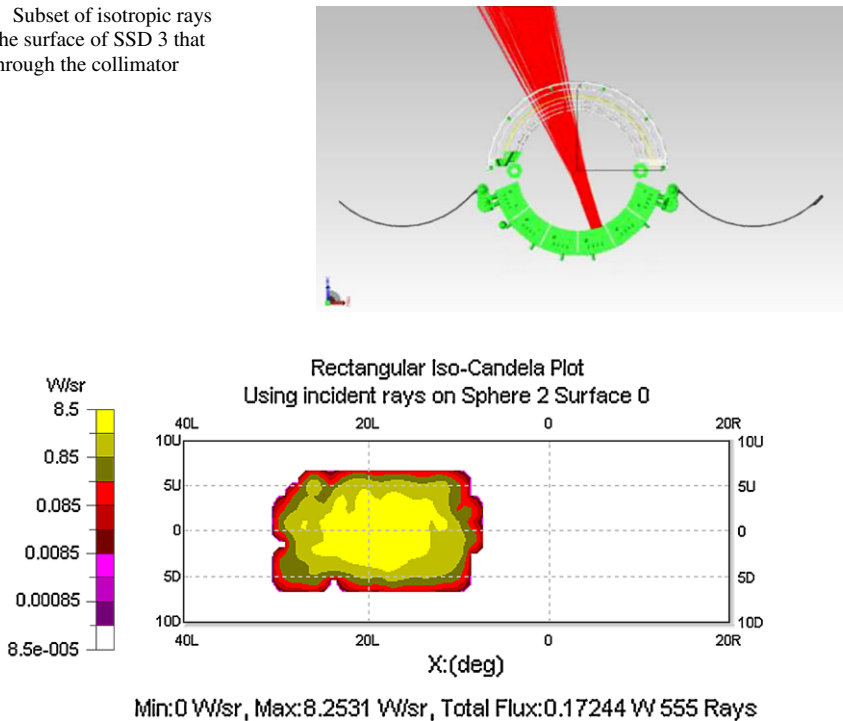 Subset of isotropic rays
he surface of SSD 3 that
hrough the collimator
Rectangular Iso-Candela Plot
Using incident rays on Sphere 2 Surface 0
W/sr
8.5
0.85
0.085
0.0085
0.00085
8.5e-005
40L 20L 0 20R
10U 10U
5U 5U
0 0
5D 5D
10D 10D
40L 20L 0 20R
X:(deg)
Min:0 W/sr, Max:8.2531 W/sr, Total Flux:0.17244 W 555 Rays